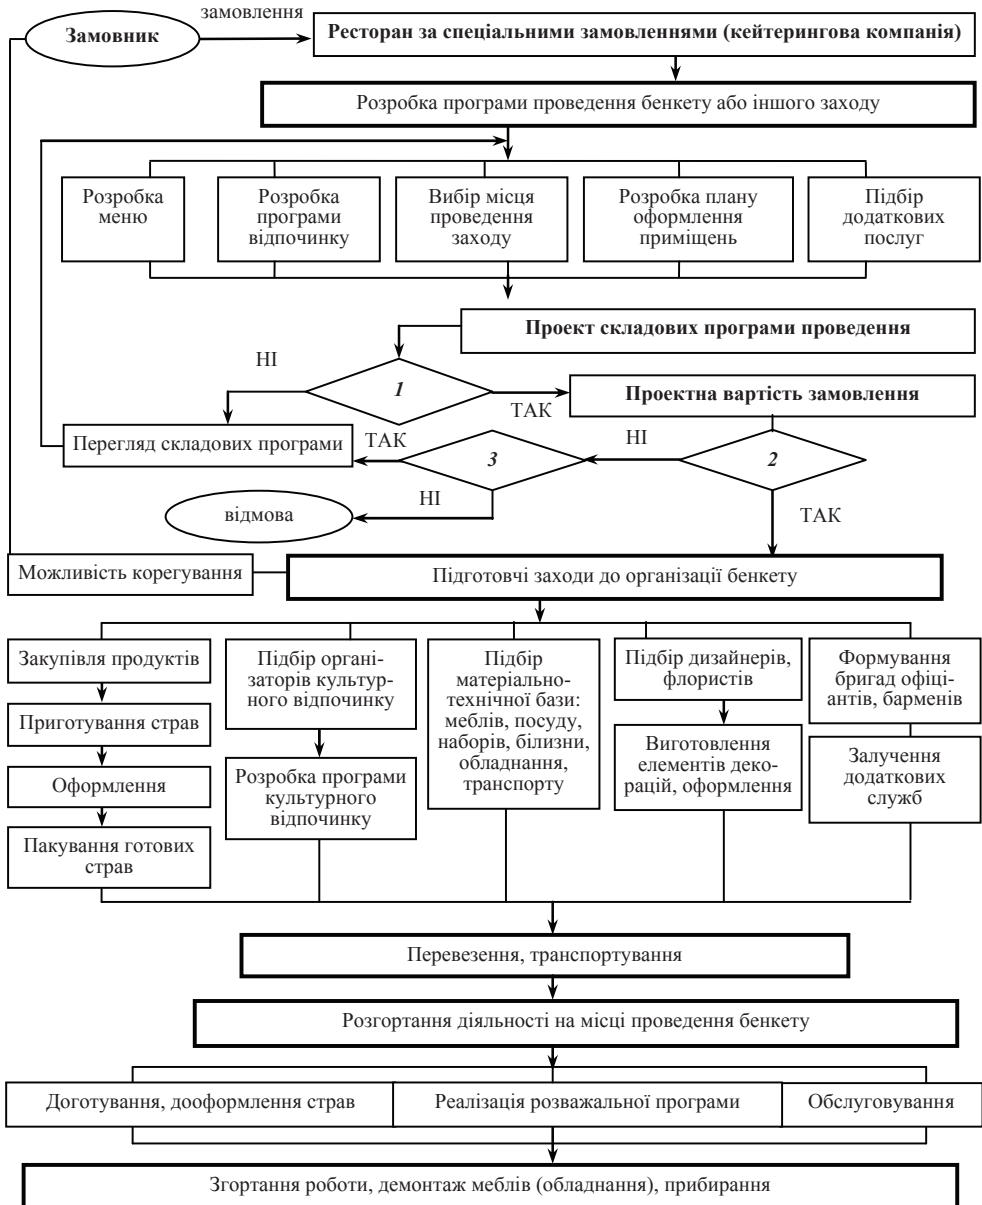 замовлення
Замовник
Ресторан за спеціальними замовленнями (кейтерингова компанія)
Розробка програми проведення бенкету або іншого заходу
Розробка
меню
Розробка
програми
відпочинку
Вибір місця
проведення
заходу
Розробка плану
оформлення
приміщень
Підбір
додаткових
послуг
Проект складових програми проведення
НІ
1
ТАК
Проектна вартість замовлення
Перегляд складових програми
ТАК
3
НІ
2
НІ
відмова
ТАК
Можливість корегування
Підготовчі заходи до організації бенкету
Закупівля продуктів
Приготування страв
Оформлення
Пакування готових
страв
Підбір органі-
заторів культур-
ного відпочинку
Розробка програми
культурного
відпочинку
Підбір
матеріально-
технічної бази:
меблів, посуду,
наборів, білизни,
обладнання,
транспорту
Підбір дизайнерів,
флористів
Виготовлення
елементів деко-
рацій, оформлення
Формування
бригад офіці-
антів, барменів
Залучення
додаткових
служб
Перевезення, транспортування
Розгортання діяльності на місці проведення бенкету
Доготування, дооформлення страв
Реалізація розважальної програми
Обслуговування
Згортання роботи, демонтаж меблів (обладнання), прибирання